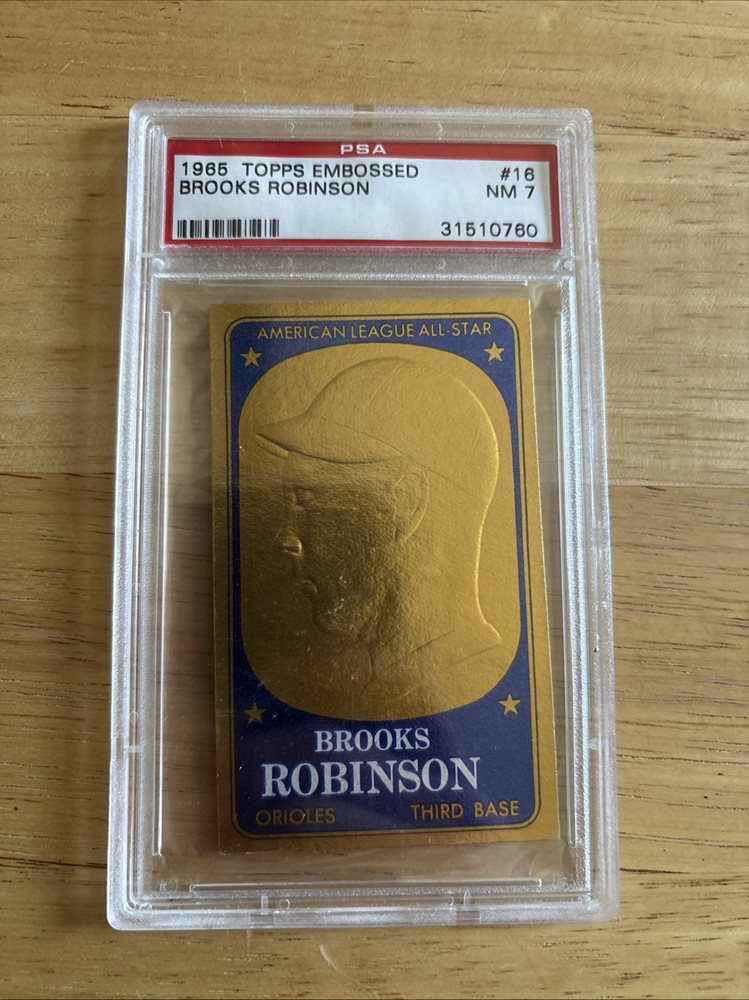 PSA
1965 TOPPS EMBOSSED #16
BROOKS ROBINSON NM 7
31510760
AMERICAN LEAGUE ALL-STAR
BROOKS
ROBINSON
ORIOLES THIRD BASE